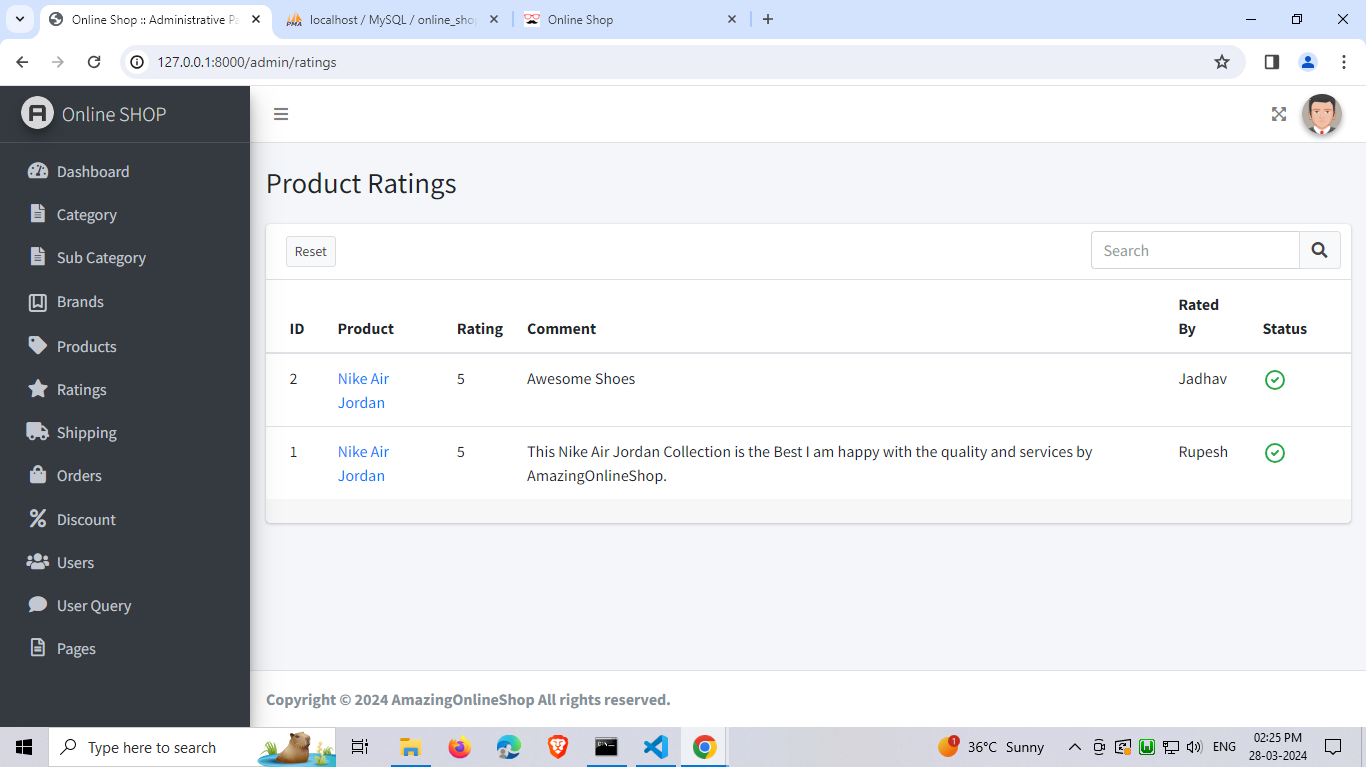 Online Shop :: Administrative Pa
localhost / MySQL / online_shop
Online Shop
127.0.0.1:8000/admin/ratings
A Online SHOP
Dashboard
Category
Sub Category
Brands
Products
Ratings
Shipping
Orders
Discount
Users
User Query
Pages
Product Ratings
Reset
Search
ID Product Rating Comment Rated By Status
2 Nike Air Jordan 5 Awesome Shoes Jadhav
1 Nike Air Jordan 5 This Nike Air Jordan Collection is the Best I am happy with the quality and services by
AmazingOnlineShop. Rupesh
Copyright © 2024 AmazingOnlineShop All rights reserved.
Type here to search
1
36°C Sunny
ENG
02:25 PM
28-03-2024